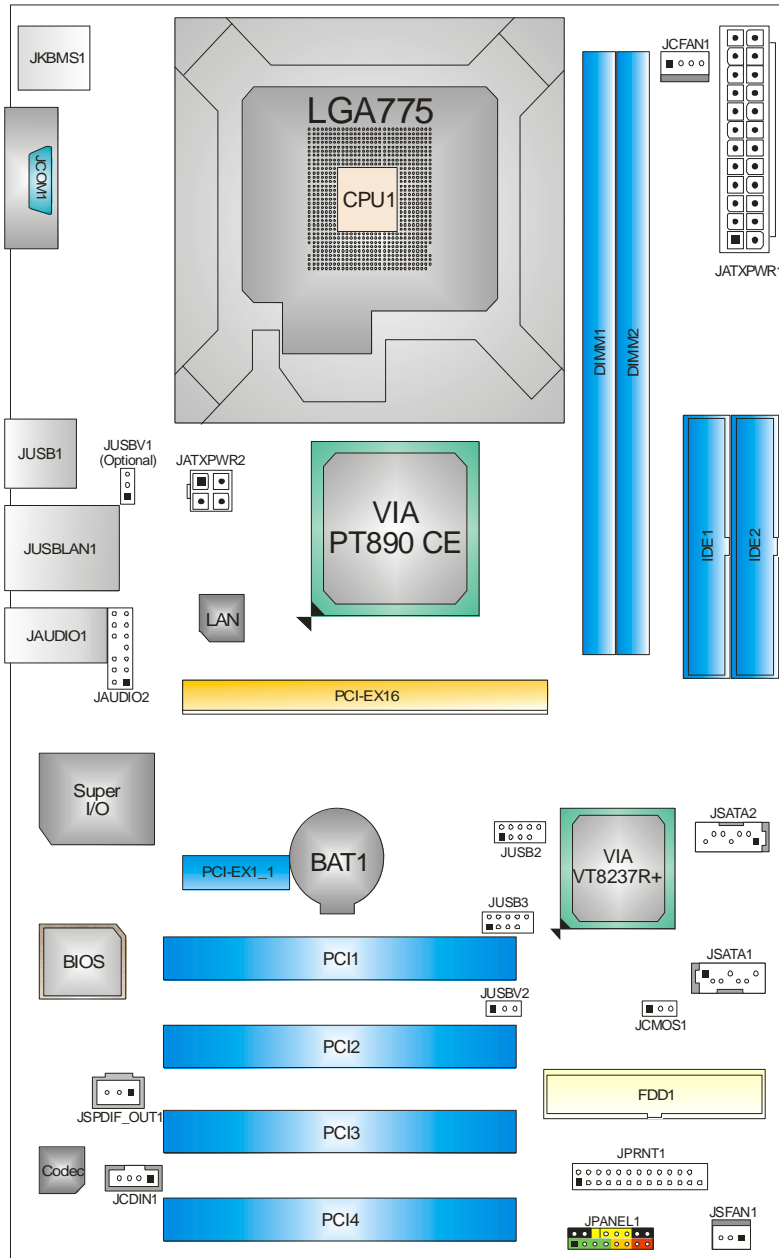 JKBMS1
JCFAN1
LGA775
CPU1
JCOM1
JATXPWR1
DIMM1
DIMM2
JUSB1
JUSBV1
(Optional)
JATXPWR2
VIA
PT890 CE
IDE1
IDE2
JUSBLAN1
LAN
JAUDIO1
JAUDIO2
PCI-EX16
Super
I/O
JSATA2
JUSB2
VIA
VT8237R+
BAT1
PCI-EX1_1
JUSB3
BIOS
PCI1
JSATA1
JUSBV2
JCMOS1
PCI2
FDD1
JSPDIF_OUT1
PCI3
JPRNT1
Codec
JCDIN1
PCI4
JPANEL1
JSFAN1